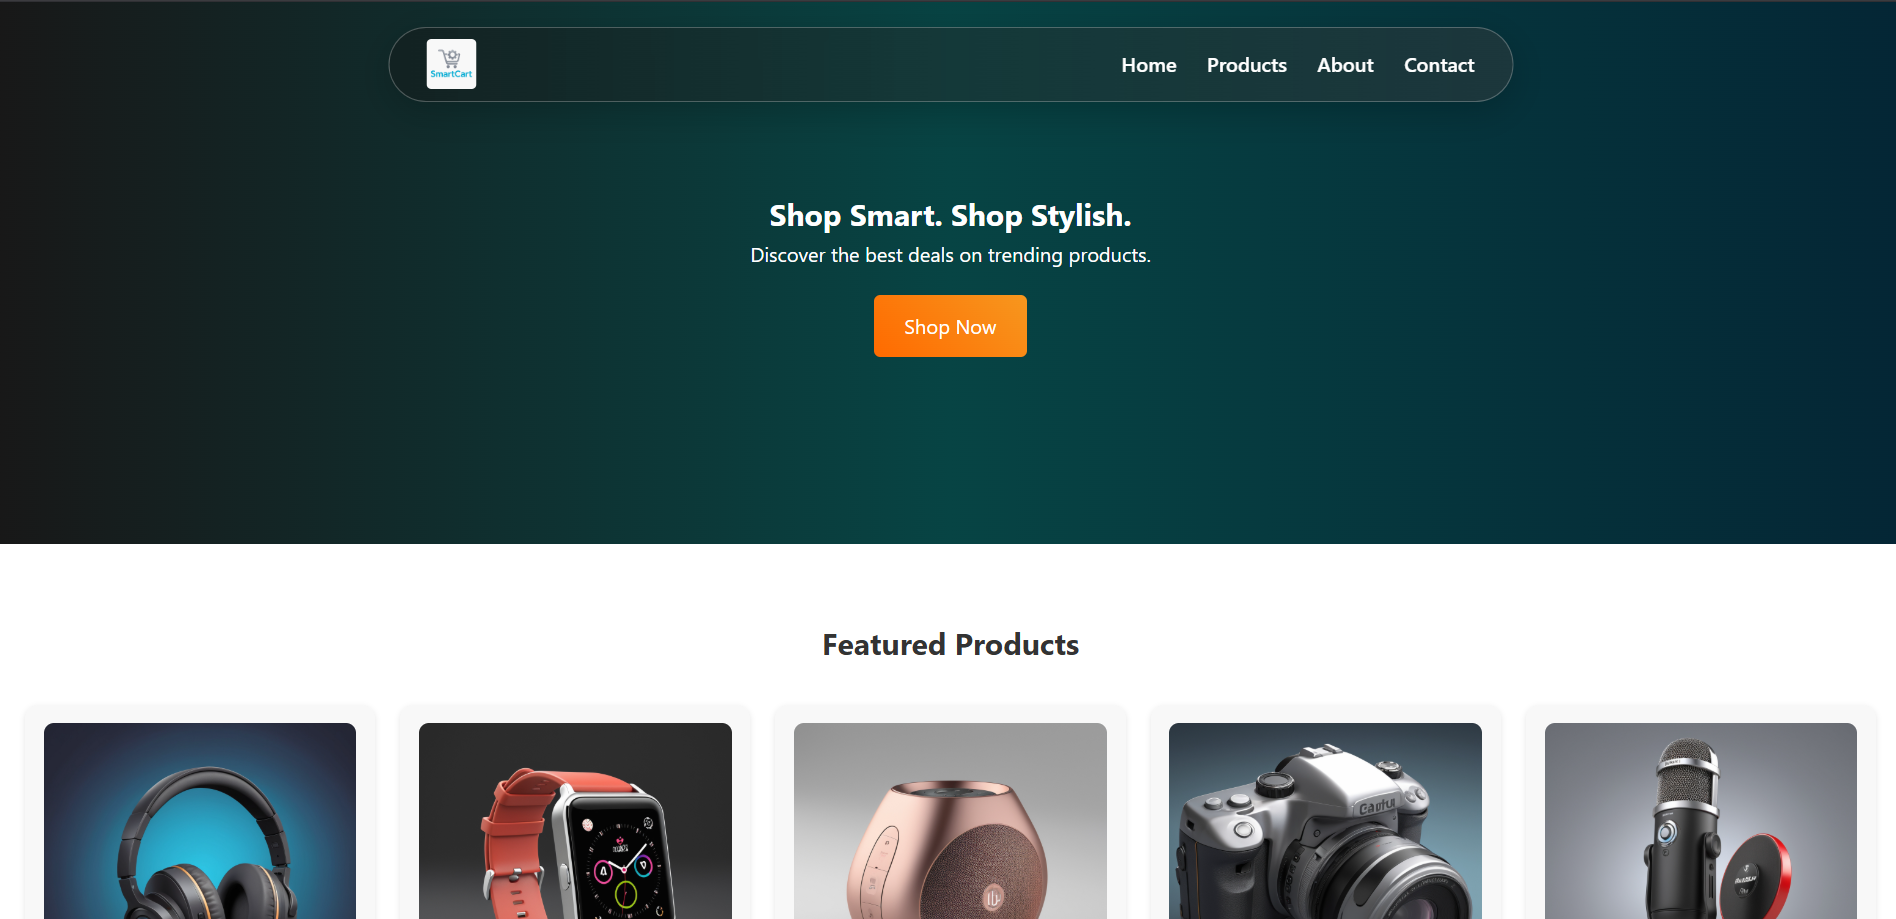 SmartCart
Home Products About Contact
Shop Smart. Shop Stylish.
Discover the best deals on trending products.
Shop Now
Featured Products